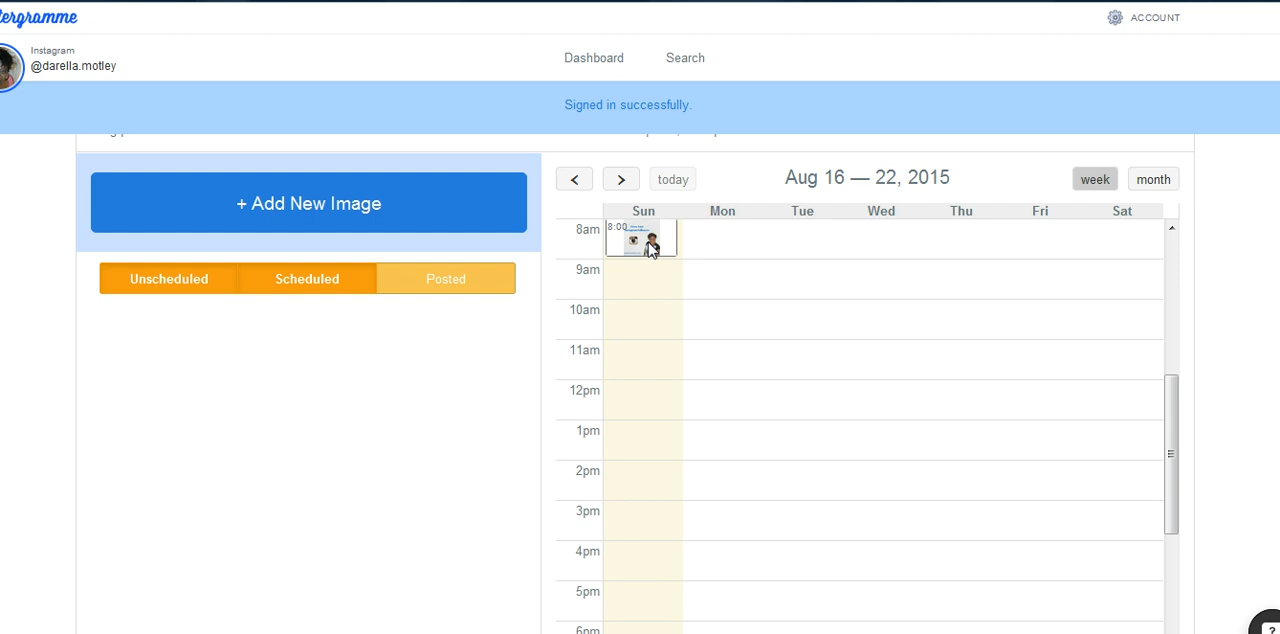 tergramme
ACCOUNT
Instagram
@darella.motley
Dashboard
Search
Signed in successfully.
+ Add New Image
Unscheduled
Scheduled
Posted
<
>
today
Aug 16 — 22, 2015
week
month
Sun
Mon
Tue
Wed
Thu
Fri
Sat
8am
8:00
9am
10am
11am
12pm
1pm
2pm
3pm
4pm
5pm
6pm
?